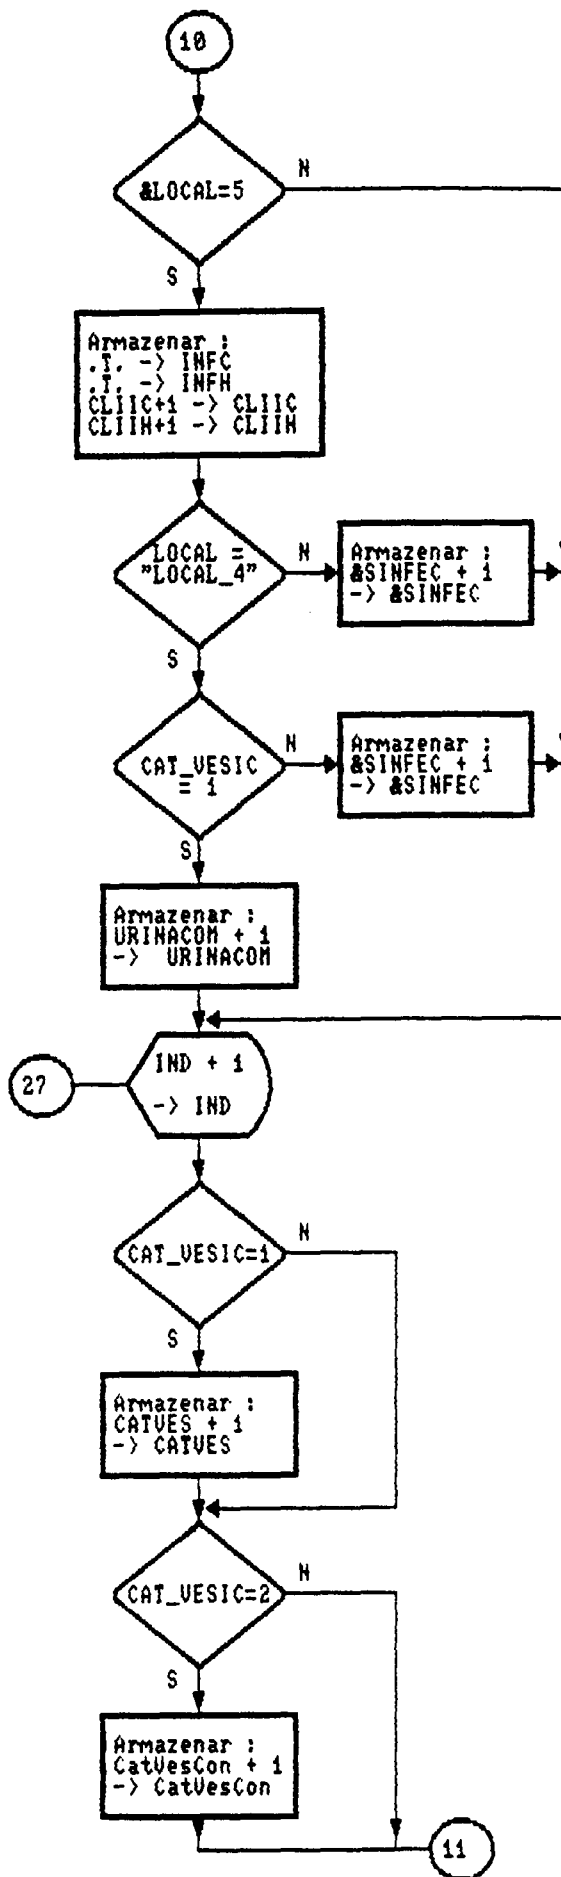 10
&LOCAL=5
N
S
Armazenar :
.T. -> INFC
.T. -> INFH
CLIIC+1 -> CLIIC
CLIIH+1 -> CLIIH
LOCAL =
"LOCAL_4"
N
S
Armazenar :
&SINFEC + 1
-> &SINFEC
CAT_VESIC
= 1
N
S
Armazenar :
&SINFEC + 1
-> &SINFEC
Armazenar :
URINACOM + 1
-> URINACOM
27
IND + 1
-> IND
CAT_VESIC=1
N
S
Armazenar :
CATVES + 1
-> CATVES
CAT_VESIC=2
N
S
Armazenar :
CatVesCon + 1
-> CatVesCon
11